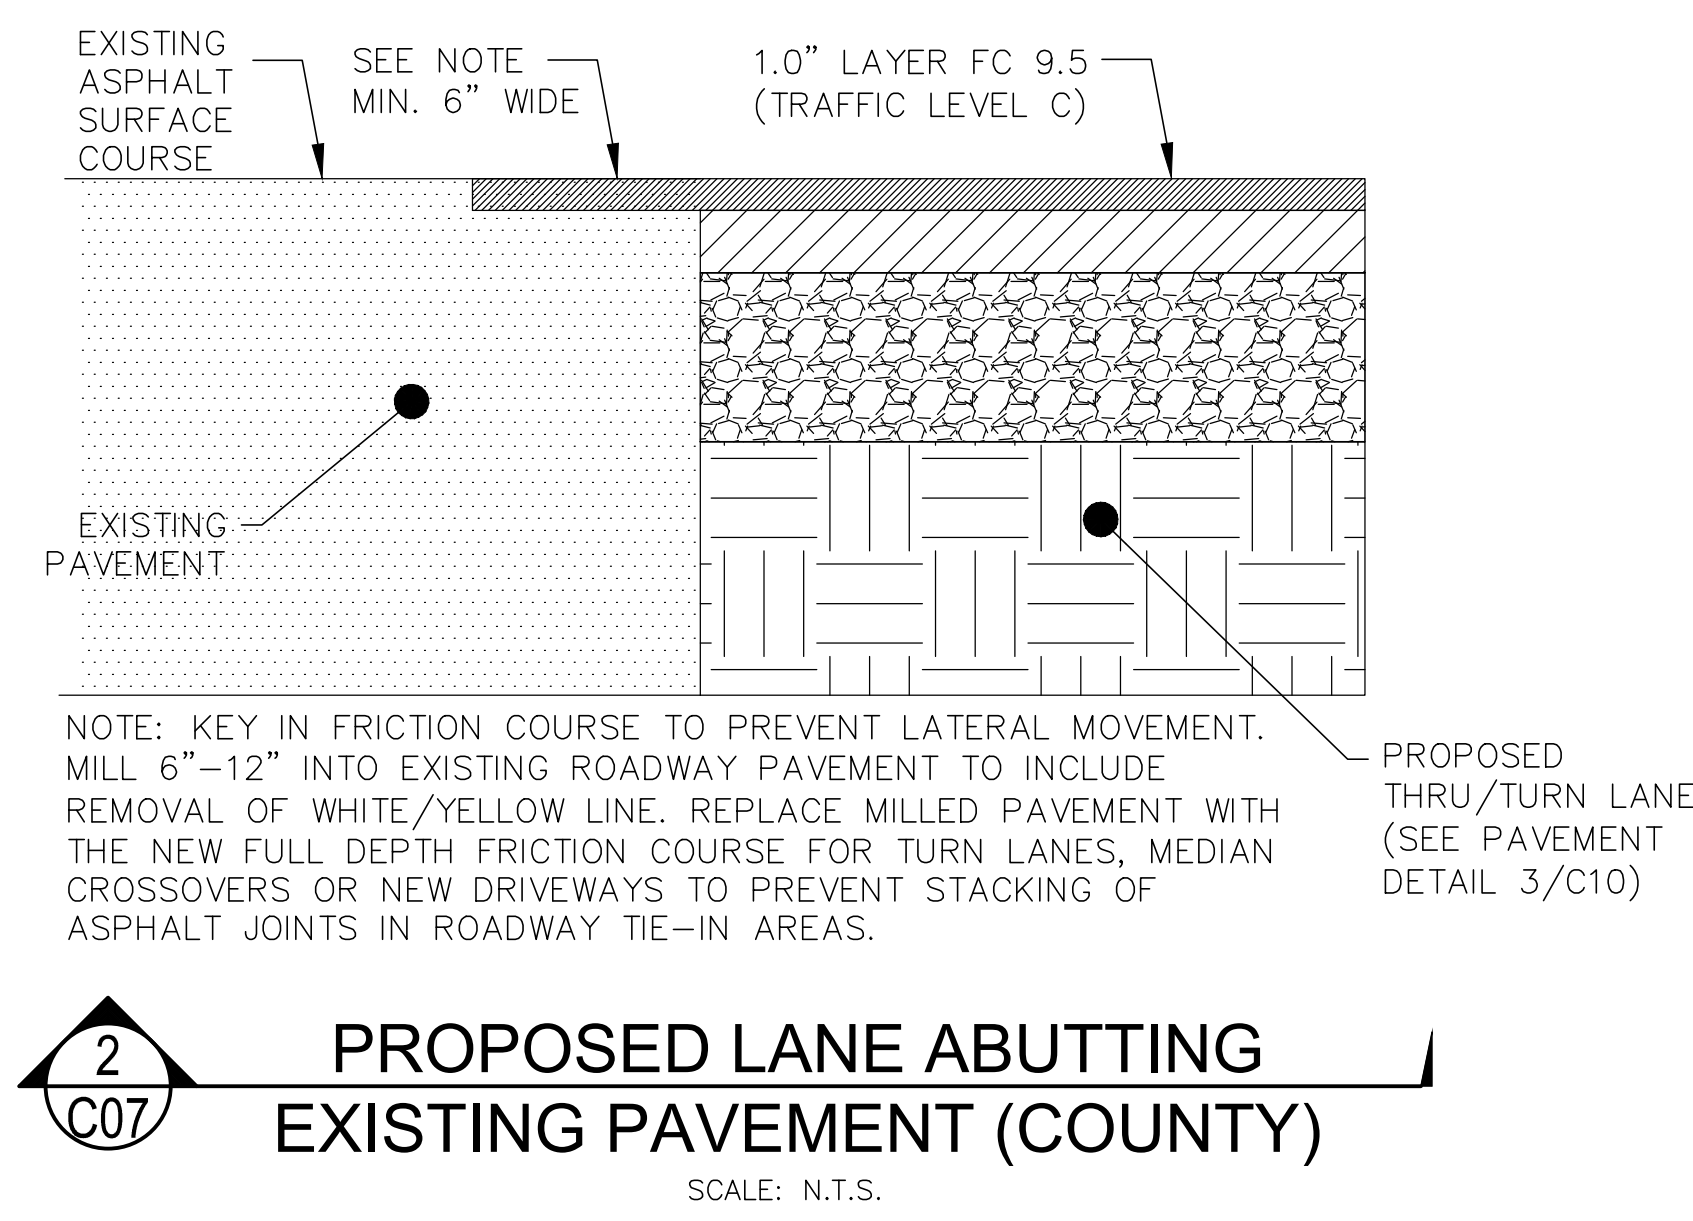 EXISTING
ASPHALT
SURFACE
COURSE
SEE NOTE
MIN. 6” WIDE
1.0” LAYER FC 9.5
(TRAFFIC LEVEL C)
EXISTING
PAVEMENT
PROPOSED
THRU/TURN LANE
(SEE PAVEMENT
DETAIL 3/C10)
NOTE: KEY IN FRICTION COURSE TO PREVENT LATERAL MOVEMENT.
MILL 6”–12” INTO EXISTING ROADWAY PAVEMENT TO INCLUDE
REMOVAL OF WHITE/YELLOW LINE. REPLACE MILLED PAVEMENT WITH
THE NEW FULL DEPTH FRICTION COURSE FOR TURN LANES, MEDIAN
CROSSOVERS OR NEW DRIVEWAYS TO PREVENT STACKING OF
ASPHALT JOINTS IN ROADWAY TIE–IN AREAS.
2
C07
PROPOSED LANE ABUTTING
EXISTING PAVEMENT (COUNTY)
SCALE: N.T.S.